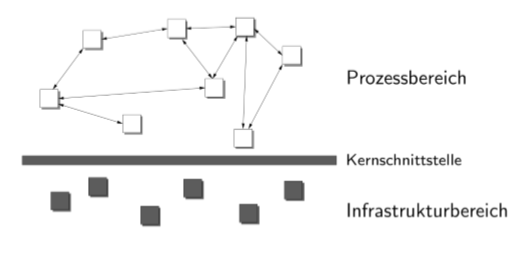 Prozessbereich
Kernschnittstelle
Infrastrukturbereich